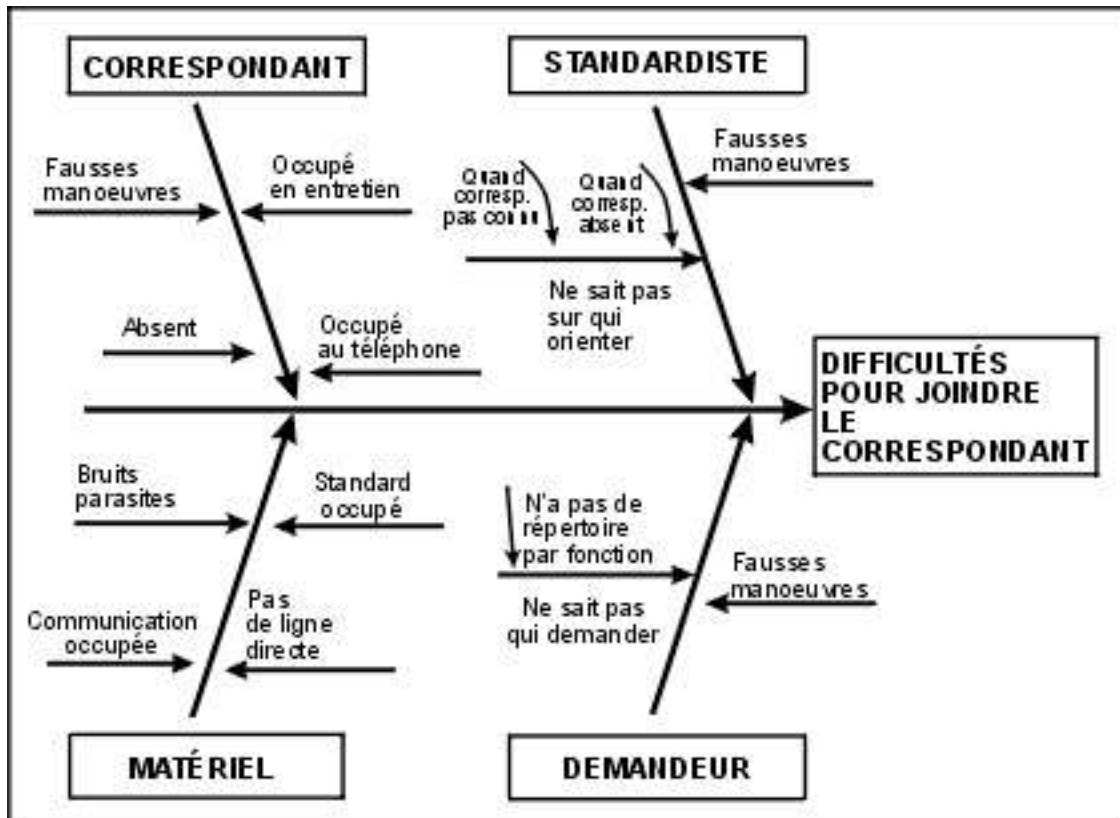 CORRESPONDANT
STANDARDISTE
Fausses
manoeuvres
Occupé
en entretien
Absent
Occupé
au téléphone
Quand
corresp.
pas connu
Quand
corresp.
absent
Fausses
manoeuvres
Ne sait pas
sur qui
orienter
DIFFICULTÉS
POUR JOINDRE
LE
CORRESPONDANT
Bruits
parasites
Standard
occupé
Communication
occupée
Pas
de ligne
directe
N'a pas de
répertoire
par fonction
Ne sait pas
qui demander
Fausses
manoeuvres
MATÉRIEL
DEMANDEUR